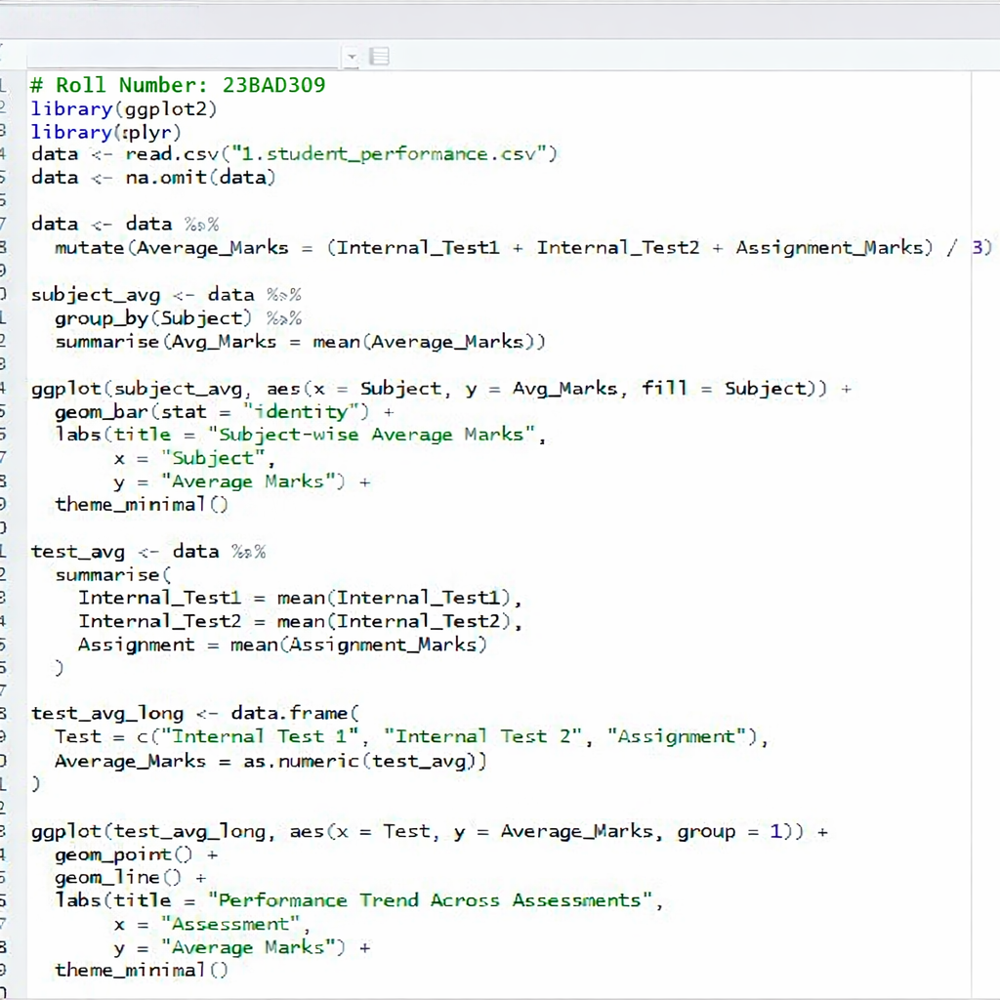 # Roll Number: 23BAD309
library(ggplot2)
library(:plyr)
data <- read.csv("1.student_performance.csv")
data <- na.omit(data)
data <- data %>%
mutate(Average_Marks = (Internal_Test1 + Internal_Test2 + Assignment_Marks) / 3)
subject_avg <- data %>%
group_by(Subject) %>%
summarise(Avg_Marks = mean(Average_Marks))
ggplot(subject_avg, aes(x = Subject, y = Avg_Marks, fill = Subject)) +
geom_bar(stat = "identity") +
labs(title = "Subject-wise Average Marks",
x = "Subject",
y = "Average Marks") +
theme_minimal()
test_avg <- data %>%
summarise(
Internal_Test1 = mean(Internal_Test1),
Internal_Test2 = mean(Internal_Test2),
Assignment = mean(Assignment_Marks)
)
test_avg_long <- data.frame(
Test = c("Internal Test 1", "Internal Test 2", "Assignment"),
Average_Marks = as.numeric(test_avg))
)
ggplot(test_avg_long, aes(x = Test, y = Average_Marks, group = 1)) +
geom_point() +
geom_line() +
labs(title = "Performance Trend Across Assessments",
x = "Assessment",
y = "Average Marks") +
theme_minimal()